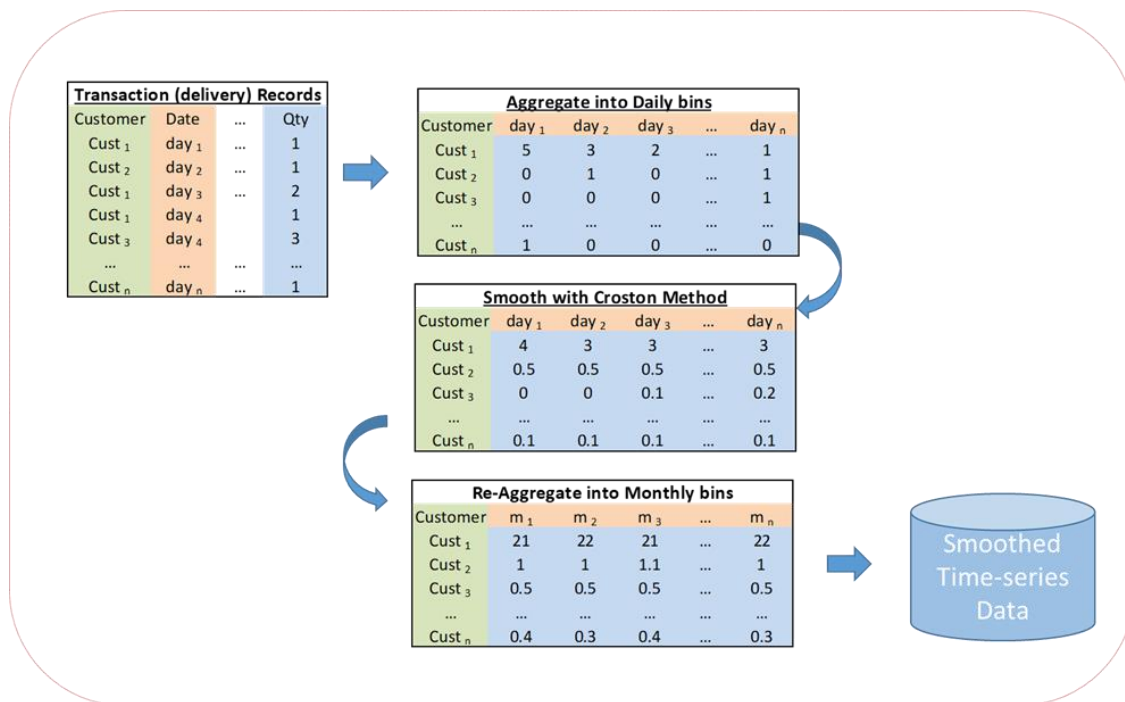 Transaction (delivery) Records
Customer Date ... Qty
Cust 1 day 1 ... 1
Cust 2 day 2 ... 1
Cust 1 day 3 ... 2
Cust 1 day 4 1
Cust 3 day 4 3
... ... ... ...
Cust n day n ... 1
Aggregate into Daily bins
Customer day 1 day 2 day 3 ... day n
Cust 1 5 3 2 ... 1
Cust 2 0 1 0 ... 1
Cust 3 0 0 0 1
... ... ... ... ...
Cust n 1 0 0 ... 0
Smooth with Croston Method
Customer day 1 day 2 day 3 ... day n
Cust 1 4 3 3 ... 3
Cust 2 0.5 0.5 0.5 ... 0.5
Cust 3 0 0 0.1 ... 0.2
... ... ... ... ...
Cust n 0.1 0.1 0.1 ... 0.1
Re-Aggregate into Monthly bins
Customer m 1 m 2 m 3 ... m n
Cust 1 21 22 21 ... 22
Cust 2 1 1 1.1 ... 1
Cust 3 0.5 0.5 0.5 ... 0.5
... ... ... ... ...
Cust n 0.4 0.3 0.4 ... 0.3
Smoothed
Time-series
Data